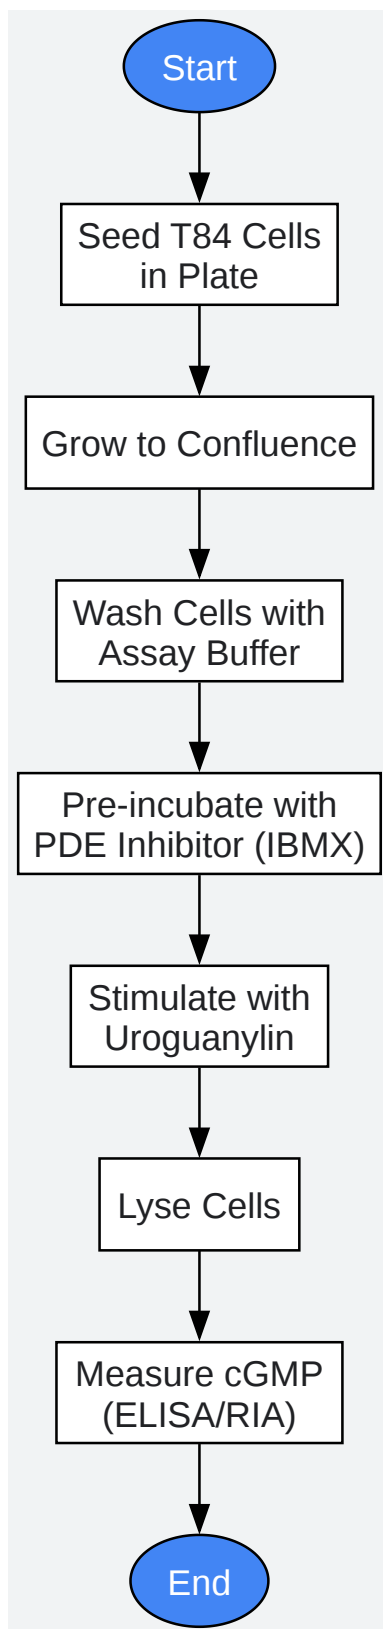 Start
Seed T84 Cells
in Plate
Grow to Confluence
Wash Cells with
Assay Buffer
Pre-incubate with
PDE Inhibitor (IBMX)
Stimulate with
Uroguanylin
Lyse Cells
Measure cGMP
(ELISA/RIA)
End